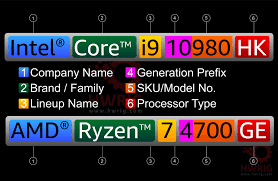 1 2 3 4 5 6
Intel® Core™ i9 10980 HK
1 Company Name 4 Generation Prefix
2 Brand / Family 5 SKU/Model No.
3 Lineup Name 6 Processor Type
AMD® Ryzen™ 7 4700 GE
1 2 3 4 5 6